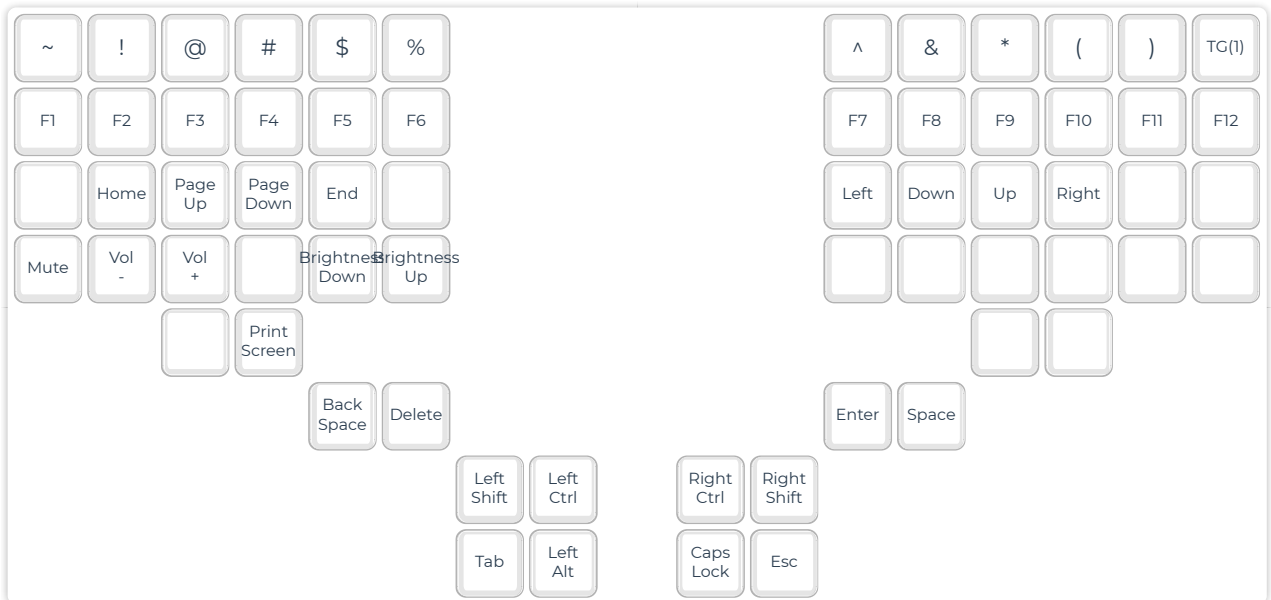 ~ ! @ # $ % ^ & * ( ) TG(1)
F1 F2 F3 F4 F5 F6 F7 F8 F9 F10 F11 F12
Home Page Up Page Down End Left Down Up Right
Mute Vol - Vol + Brightness Down Brightness Up
Print Screen
Back Space Delete Enter Space
Left Shift Left Ctrl Right Ctrl Right Shift
Tab Left Alt Caps Lock Esc